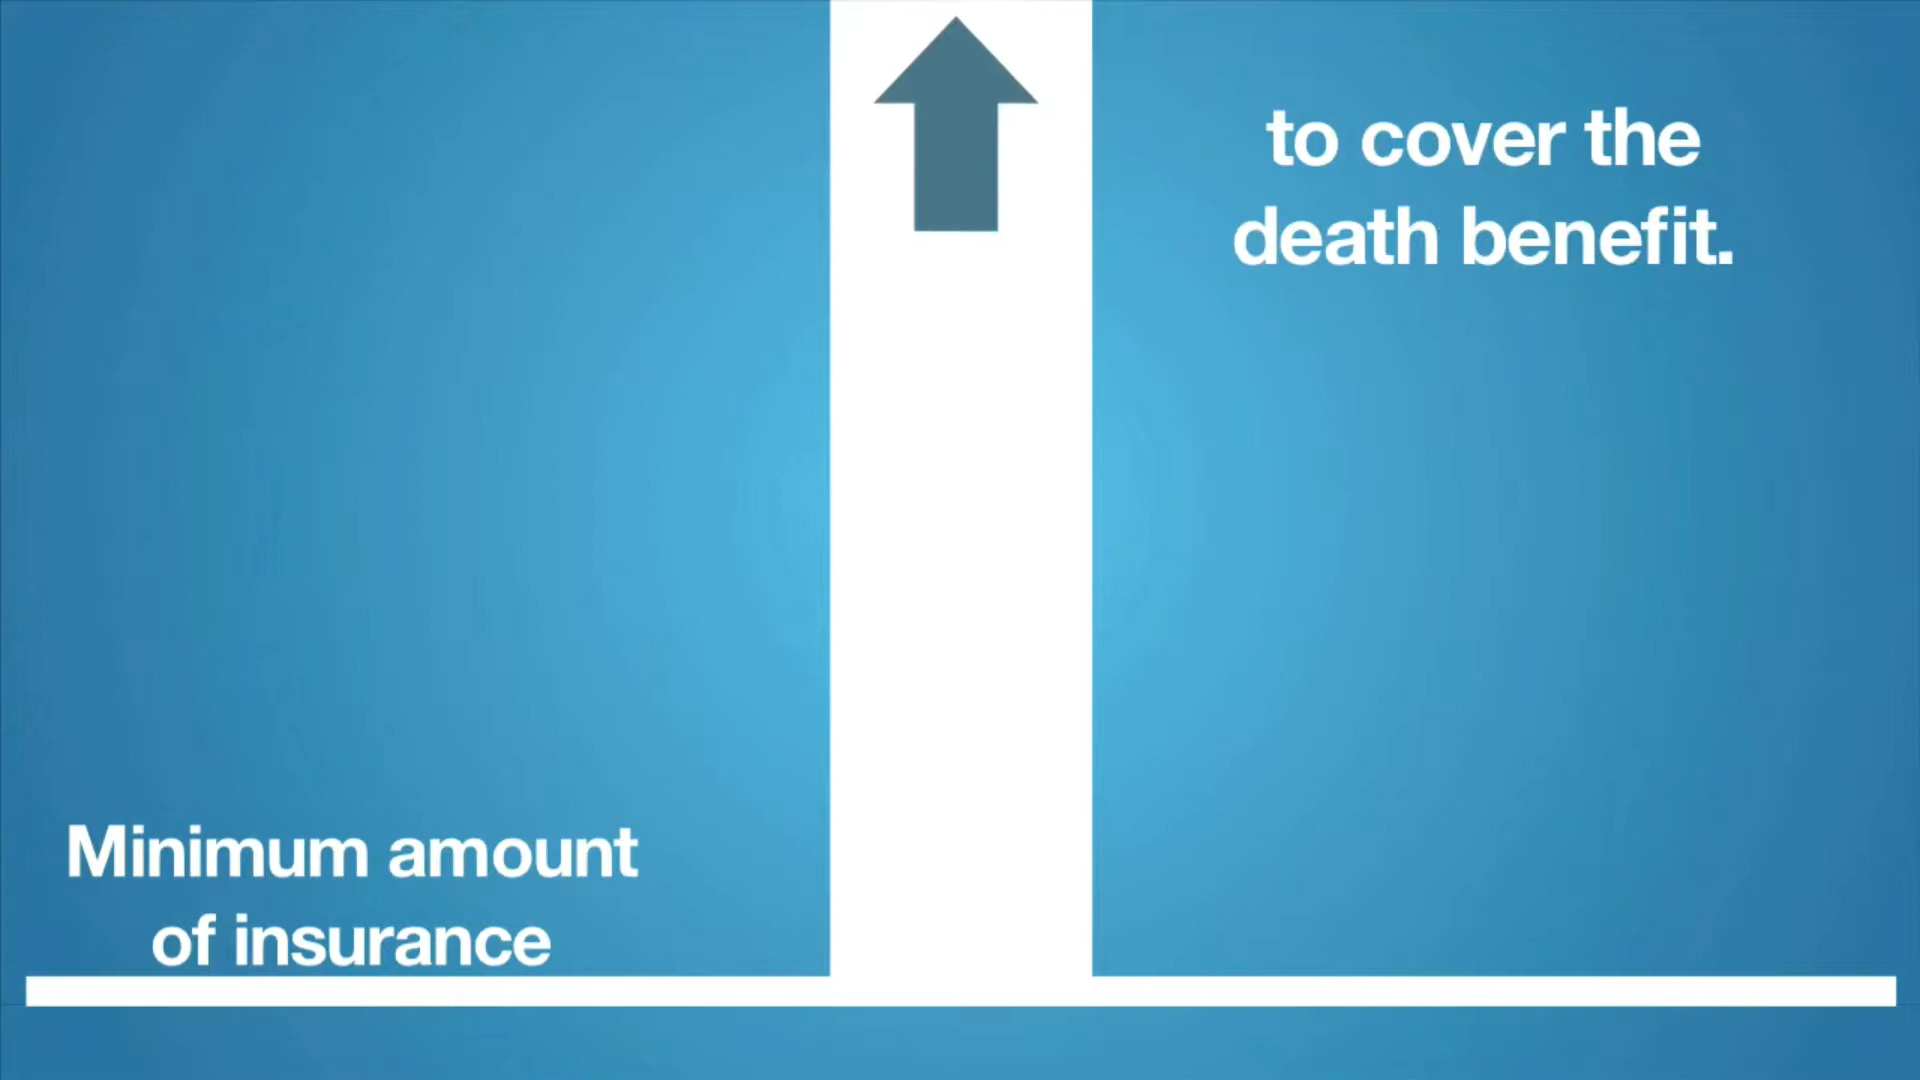 Minimum amount
of insurance
to cover the
death benefit.